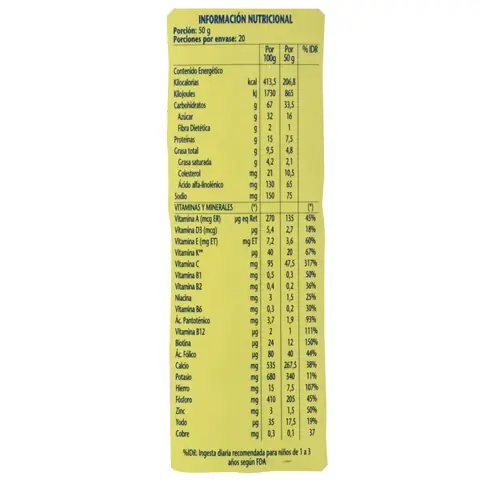 INFORMACIÓN NUTRICIONAL
Porción: 50 g
Porciones por envase: 20
Por 100g Por 50 g % IDR
Contenido Energético
Kilocalorias kcal 413,5 206,8
Kilojoules kJ 1730 865
Carbohidratos g 67 33,5
Azúcar g 32 16
Fibra Dietética g 2 1
Proteínas g 15 7,5
Grasa total g 9,5 4,8
Grasa saturada g 4,2 2,1
Colesterol mg 21 10,5
Ácido alfa-linolénico mg 130 65
Sodio mg 150 75
VITAMINAS Y MINERALES (*) (*)
Vitamina A (mcg ER) µg eq Ret 270 135 45%
Vitamina D3 (mcg) µg 5,4 2,7 18%
Vitamina E (mg ET) mg ET 7,2 3,6 60%
Vitamina K** µg 40 20 67%
Vitamina C mg 95 47,5 317%
Vitamina B1 mg 0,5 0,3 50%
Vitamina B2 mg 0,4 0,2 36%
Niacina mg 3 1,5 25%
Vitamina B6 mg 0,3 0,2 30%
Ác. Pantoténico mg 3,7 1,9 93%
Vitamina B12 µg 2 1 111%
Biotina µg 24 12 150%
Ác. Fólico µg 80 40 44%
Calcio mg 535 267,5 38%
Potasio mg 680 340 11%
Hierro mg 15 7,5 107%
Fósforo mg 410 205 45%
Zinc mg 3 1,5 50%
Yodo µg 35 17,5 19%
Cobre mg 0,3 0,1 37
%IDR: Ingesta diaria recomendada para niños de 1 a 3
años según FDA